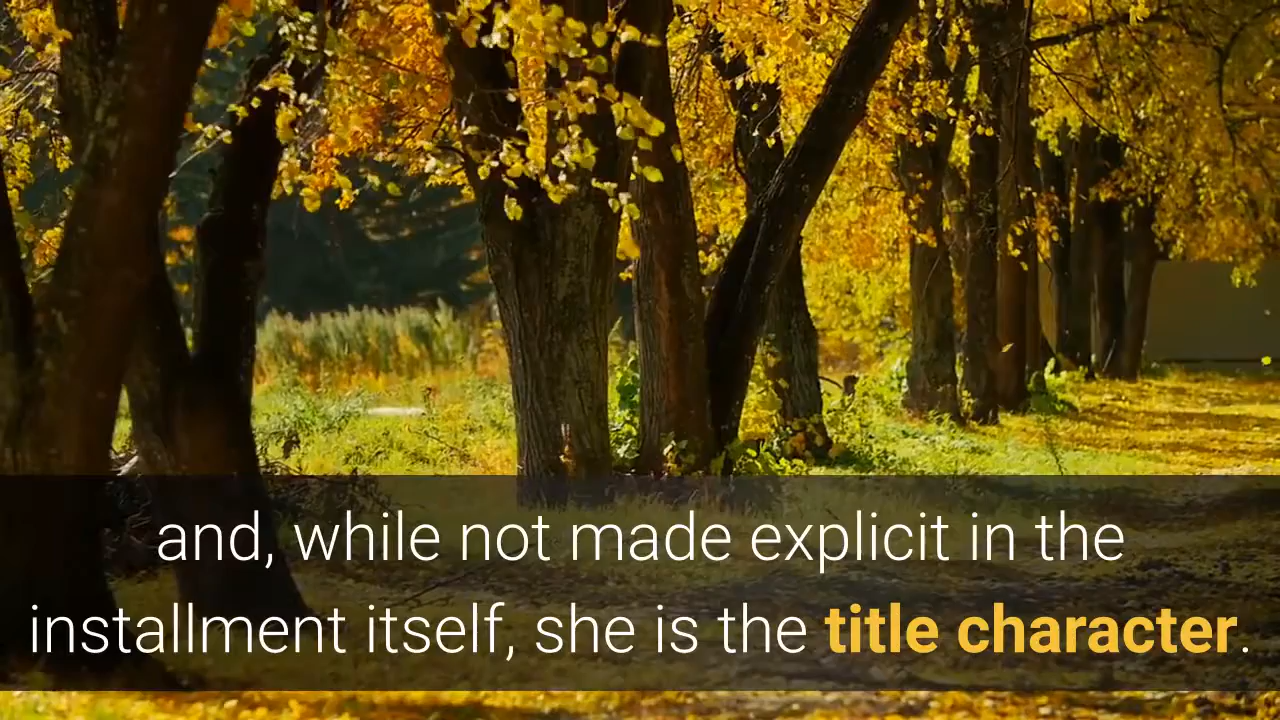 and, while not made explicit in the
installment itself, she is the title character.